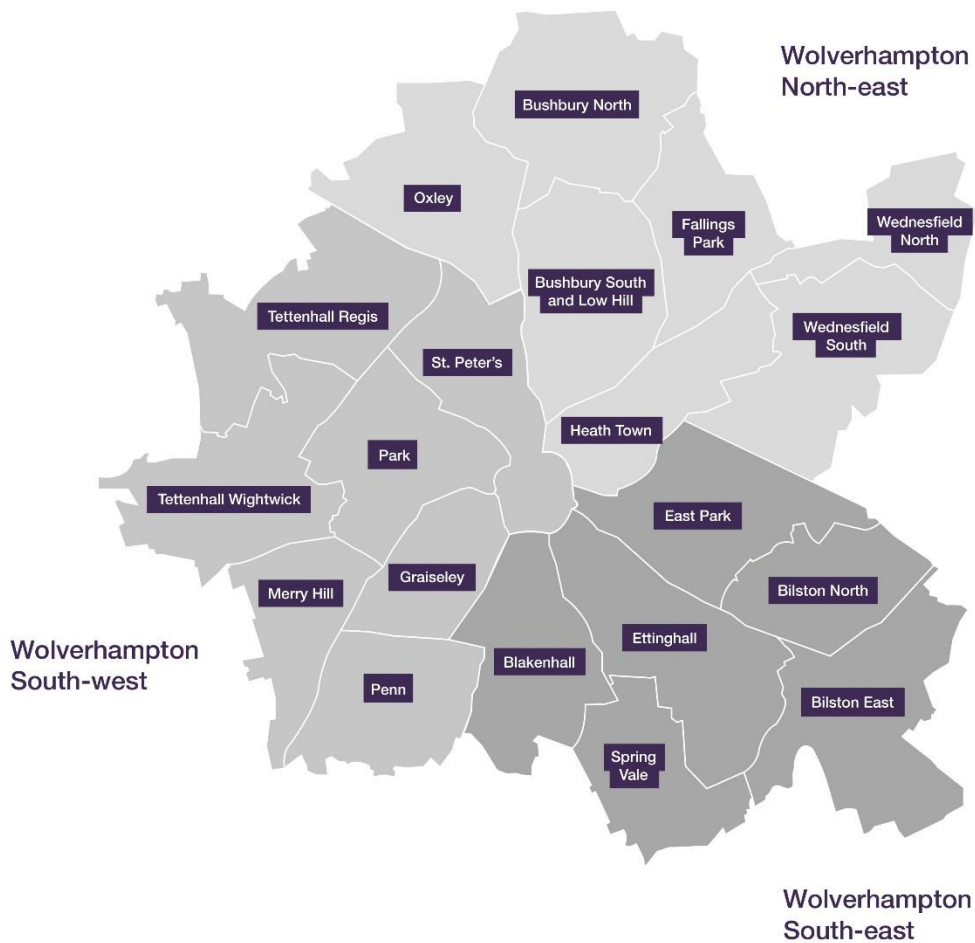 Wolverhampton
North-east
Bushbury North
Oxley
Fallings
Park
Wednesfield
North
Bushbury South
and Low Hill
Tettenhall Regis
Wednesfield
South
St. Peter's
Heath Town
Park
Tettenhall Wightwick
East Park
Graiseley
Merry Hill
Bilston North
Wolverhampton
South-west
Ettinghall
Blakenhall
Penn
Bilston East
Spring
Vale
Wolverhampton
South-east